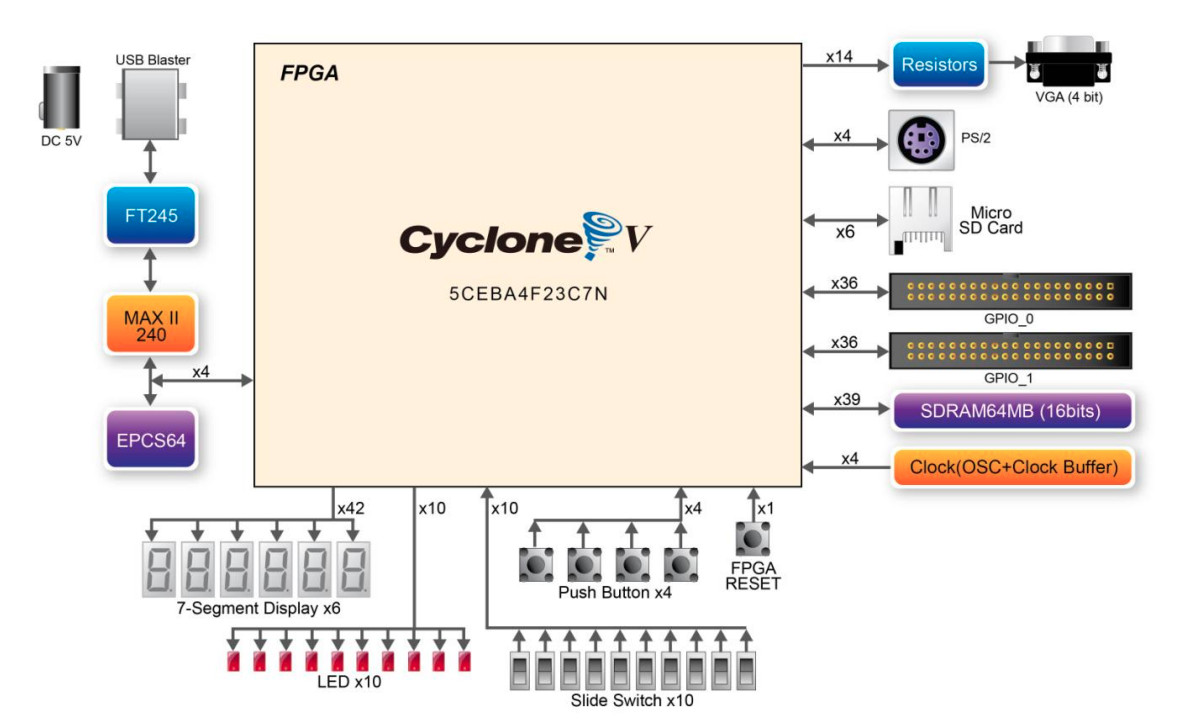 USB Blaster
DC 5V
FT245
MAX II
240
x4
EPCS64
FPGA
Cyclone V
TM
5CEBA4F23C7N
x14
Resistors
VGA (4 bit)
x4
PS/2
x6
Micro
SD Card
x36
GPIO_0
x36
GPIO_1
x39
SDRAM64MB (16bits)
x4
Clock(OSC+Clock Buffer)
x42
x10
x10
x4
x1
7-Segment Display x6
Push Button x4
FPGA
RESET
LED x10
Slide Switch x10